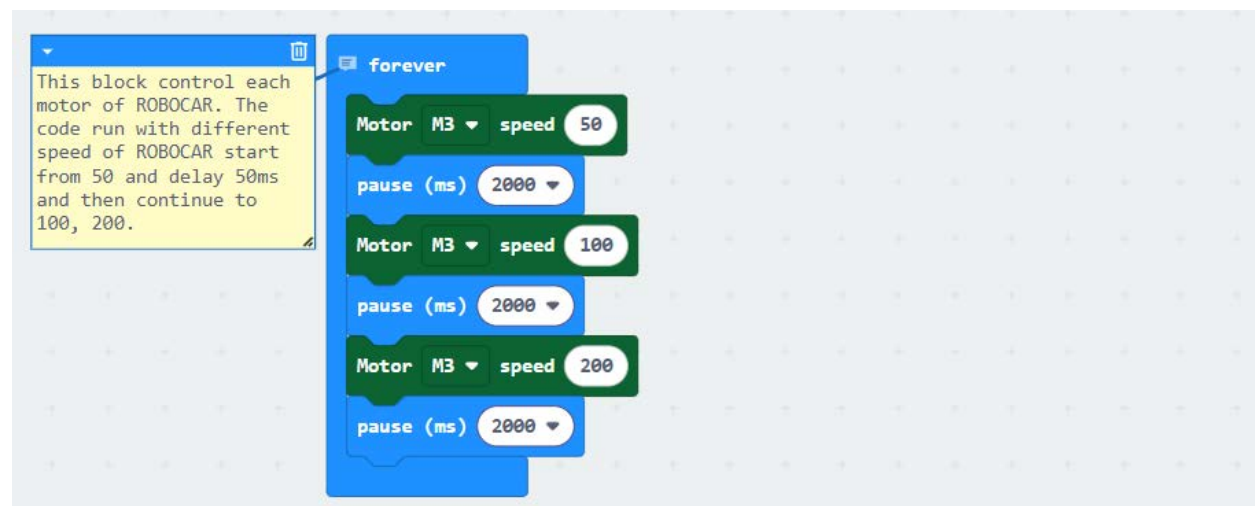 This block control each
motor of ROBOCAR. The
code run with different
speed of ROBOCAR start
from 50 and delay 50ms
and then continue to
100, 200.
forever
Motor M3 speed 50
pause (ms) 2000
Motor M3 speed 100
pause (ms) 2000
Motor M3 speed 200
pause (ms) 2000